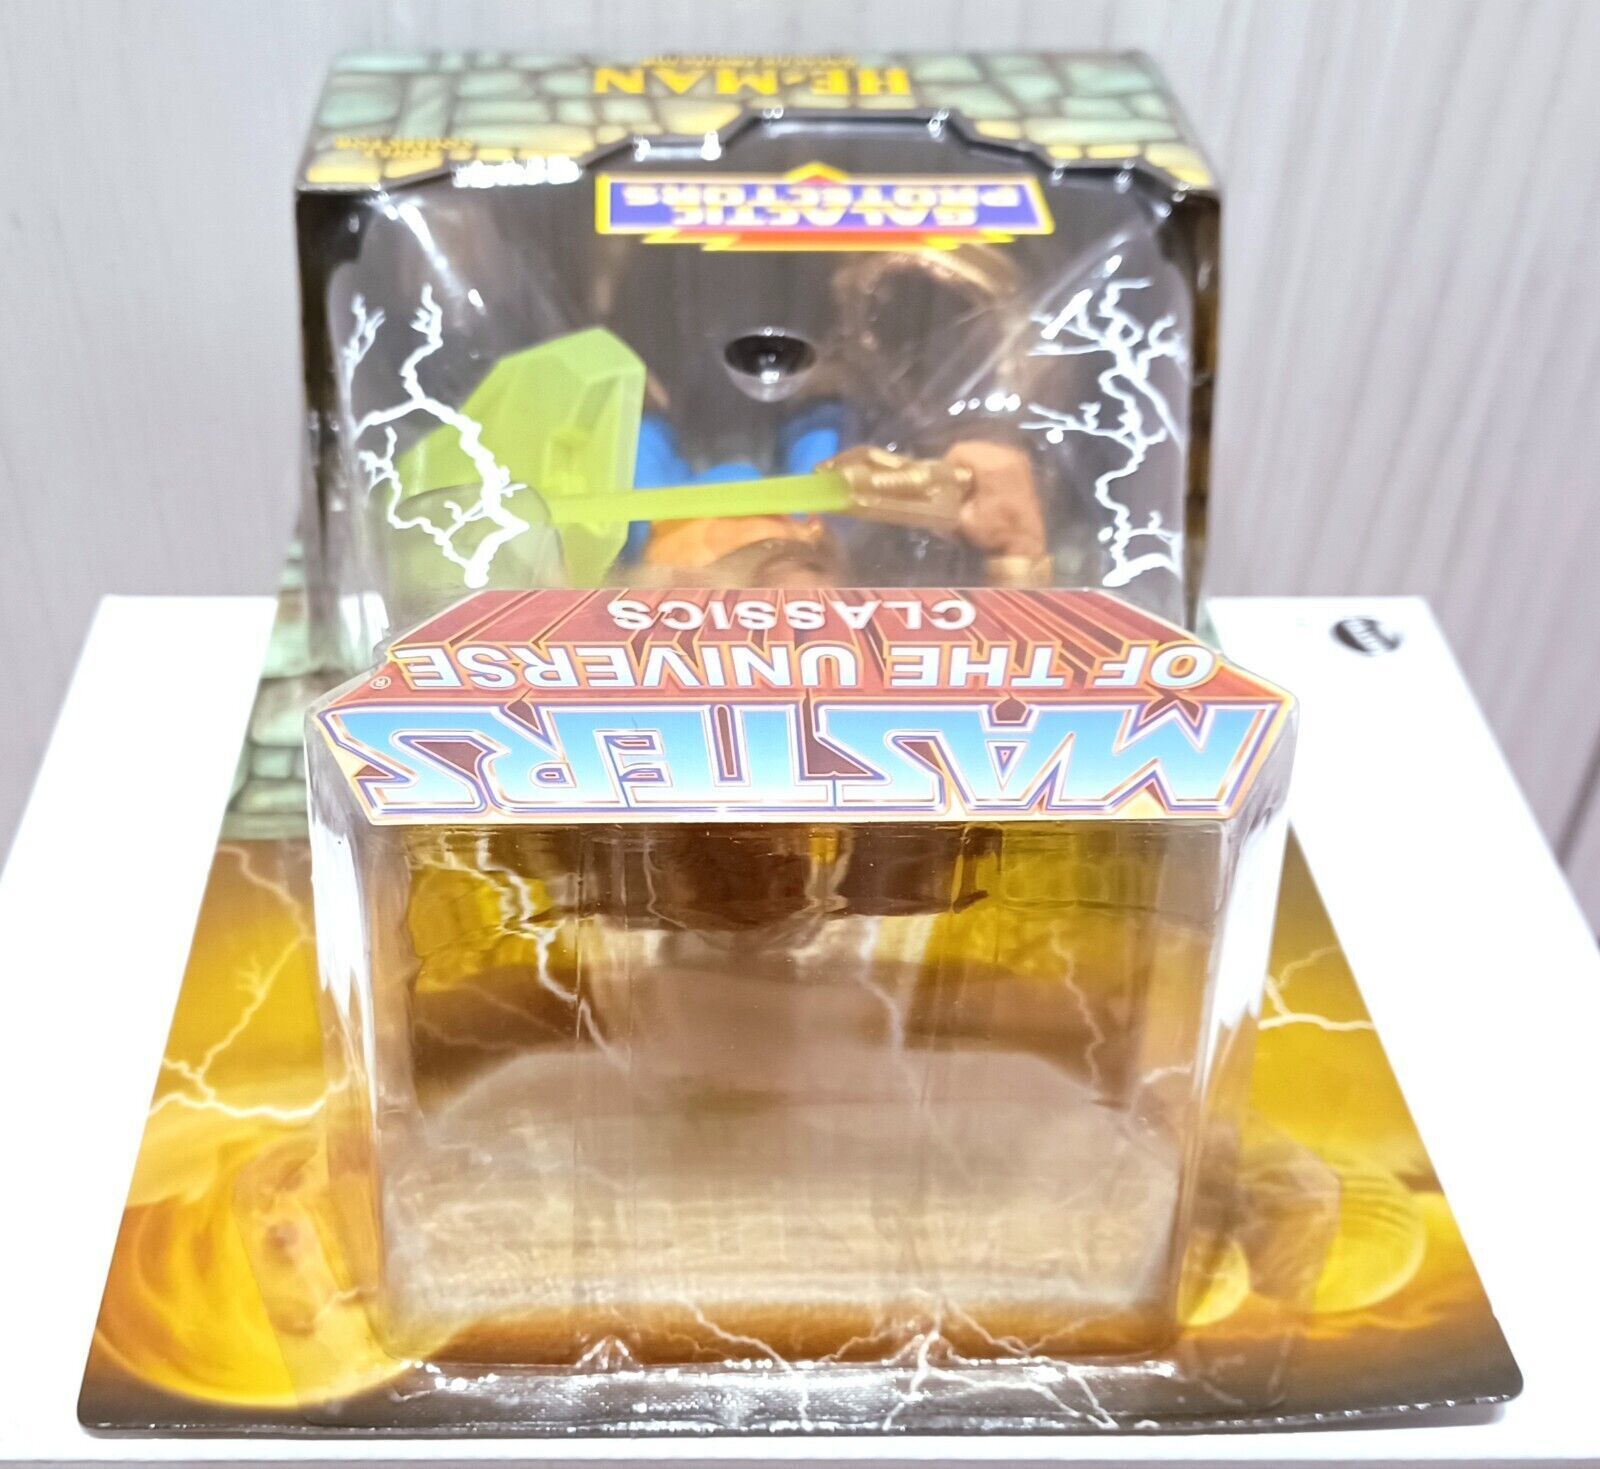 MASTERS
OF THE UNIVERSE®
CLASSICS
GALACTIC
PROTECTORS
HE-MAN